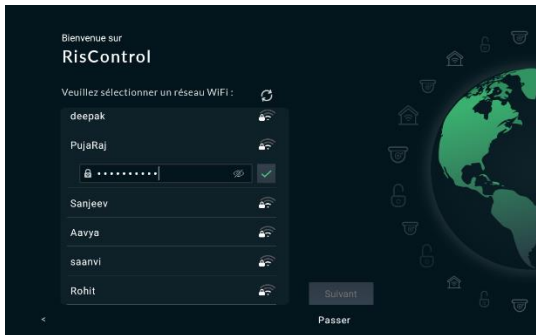 Bienvenue sur
RisControl
Veuillez sélectionner un réseau WiFi :
deepak
PujaRaj
••••••••••
Sanjeev
Aavya
saanvi
Rohit
Suivant
< Passer